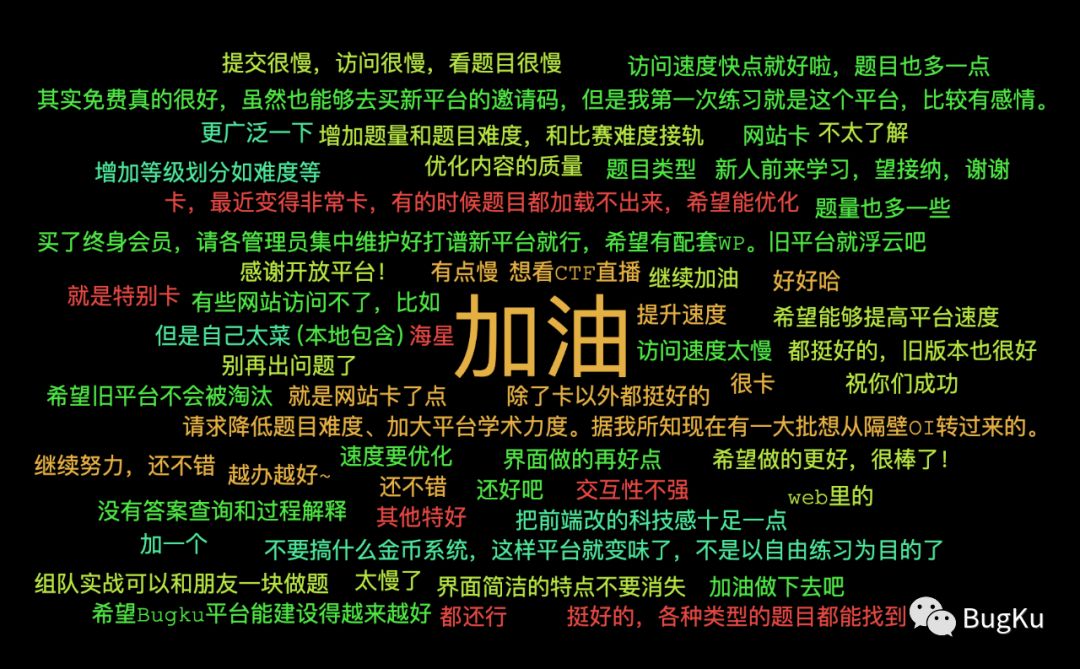 提交很慢，访问很慢，看题目很慢 访问速度快点就好啦，题目也多一点
其实免费真的很好，虽然也能够去买新平台的邀请码，但是我第一次练习就是这个平台，比较有感情。
更广泛一下 增加题量和题目难度，和比赛难度接轨 网站卡 不太了解
增加等级划分如难度等 优化内容的质量 题目类型 新人前来学习，望接纳，谢谢
卡，最近变得非常卡，有的时候题目都加载不出来，希望能优化 题量也多一些
买了终身会员，请各管理员集中维护好打谱新平台就行，希望有配套WP。旧平台就浮云吧
感谢开放平台！ 有点慢 想看CTF直播 继续加油 好好哈
就是特别卡 有些网站访问不了，比如 加油 提升速度 希望能够提高平台速度
但是自己太菜(本地包含) 海星 访问速度太慢 都挺好的，旧版本也很好
别再出问题了 很卡 祝你们成功
希望旧平台不会被淘汰 就是网站卡了点 除了卡以外都挺好的
请求降低题目难度、加大平台学术力度。据我所知现在有一大批想从隔壁OI转过来的。
继续努力，还不错 越办越好~ 速度要优化 界面做的再好点 希望做的更好，很棒了！
还不错 还好吧 交互性不强 web里的
没有答案查询和过程解释 其他特好 把前端改的科技感十足一点
加一个 不要搞什么金币系统，这样平台就变味了，不是以自由练习为目的了
组队实战可以和朋友一块做题 太慢了 界面简洁的特点不要消失 加油做下去吧
希望Bugku平台能建设得越来越好 都还行 挺好的，各种类型的题目都能找到 BugKu